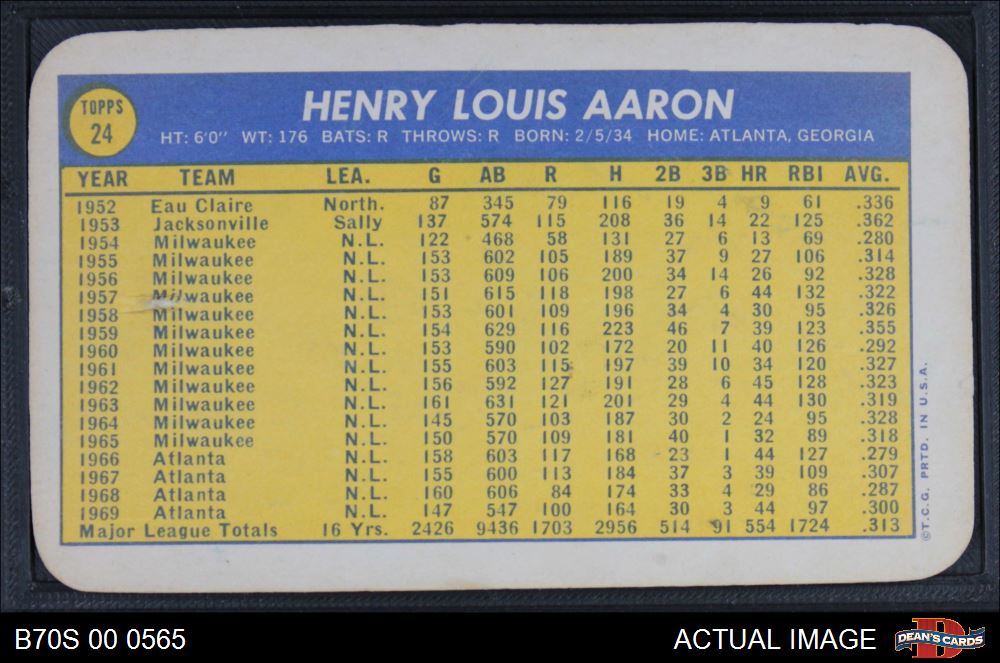 TOPPS
24
HENRY LOUIS AARON
HT: 6'0" WT: 176 BATS: R THROWS: R BORN: 2/5/34 HOME: ATLANTA, GEORGIA
YEAR TEAM LEA. G AB R H 2B 3B HR RBI AVG.
1952 Eau Claire North. 87 345 79 116 19 4 9 61 .336
1953 Jacksonville Sally 137 574 115 208 36 14 22 125 .362
1954 Milwaukee N.L. 122 468 58 131 27 6 13 69 .280
1955 Milwaukee N.L. 153 602 105 189 37 9 27 106 .314
1956 Milwaukee N.L. 153 609 106 200 34 14 26 92 .328
1957 Milwaukee N.L. 151 615 118 198 27 6 44 132 .322
1958 Milwaukee N.L. 153 601 109 196 34 4 30 95 .326
1959 Milwaukee N.L. 154 629 116 223 46 7 39 123 .355
1960 Milwaukee N.L. 153 590 102 172 20 11 40 126 .292
1961 Milwaukee N.L. 155 603 115 197 39 10 34 120 .327
1962 Milwaukee N.L. 156 592 127 191 28 6 45 128 .323
1963 Milwaukee N.L. 161 631 121 201 29 4 44 130 .319
1964 Milwaukee N.L. 145 570 103 187 30 2 24 95 .328
1965 Milwaukee N.L. 150 570 109 181 40 1 32 89 .318
1966 Atlanta N.L. 158 603 117 168 23 1 44 127 .279
1967 Atlanta N.L. 155 600 113 184 37 3 39 109 .307
1968 Atlanta N.L. 160 606 84 174 33 4 29 86 .287
1969 Atlanta N.L. 147 547 100 164 30 3 44 97 .300
Major League Totals 16 Yrs. 2426 9436 1703 2956 514 91 554 1724 .313
©T.C.G. PRTD. IN U.S.A.
B70S 00 0565
ACTUAL IMAGE
DEAN'S CARDS